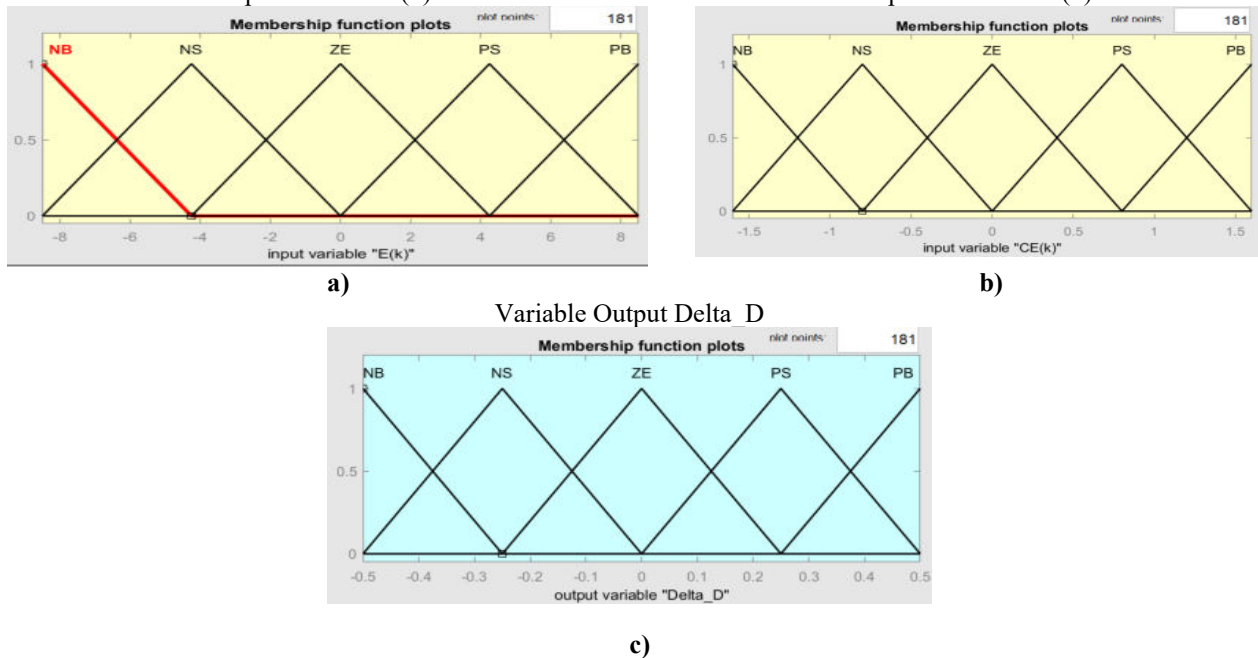 Membership function plots plot points: 181
NB NS ZE PS PB
1
0.5
0
-8 -6 -4 -2 0 2 4 6 8
input variable "E(k)"
a)
Membership function plots plot points: 181
NB NS ZE PS PB
1
0.5
0
-1.5 -1 -0.5 0 0.5 1 1.5
input variable "CE(k)"
b)
Variable Output Delta_D
Membership function plots plot points: 181
NB NS ZE PS PB
1
0.5
0
-0.5 -0.4 -0.3 -0.2 -0.1 0 0.1 0.2 0.3 0.4 0.5
output variable "Delta_D"
c)